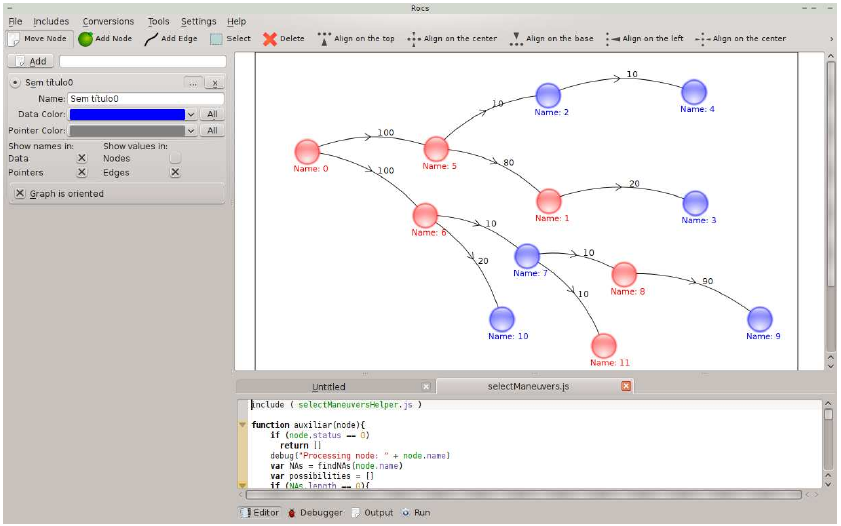 Rocs
File Includes Conversions Tools Settings Help
Move Node Add Node Add Edge Select Delete Align on the top Align on the center Align on the base Align on the left Align on the center
Add
Sem título0 ... x
Name: Sem título0
Data Color: All
Pointer Color: All
Show names in: Show values in:
Data Nodes
Pointers Edges
Graph is oriented
10
10
Name: 2
Name: 4
100
Name: 0
Name: 5
80
100
20
Name: 1
Name: 3
Name: 6
10
20
10
Name: 7
10
Name: 8
90
Name: 10
Name: 11
Name: 9
Untitled selectManeuvers.js
include ( selectManeuversHelper.js )
function auxiliar(node){
if (node.status == 0)
return []
debug("Processing node: " + node.name)
var NAs = findNAs(node.name)
var possibilities = []
if (NAs.length == 0){
Editor Debugger Output Run